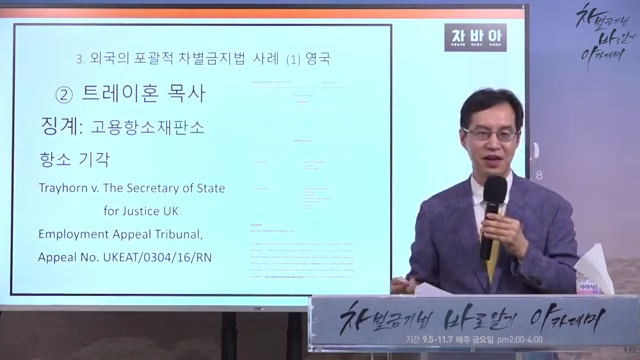 3. 외국의 포괄적 차별금지법 사례 (1) 영국
② 트레이혼 목사
징계: 고용항소재판소
항소 기각
Trayhorn v. The Secretary of State
for Justice UK
Employment Appeal Tribunal,
Appeal No. UKEAT/0304/16/RN
차바아
차별금지법
바로알기
아카데미
8
차별금지법 바로알기 아카데미
기간 9.5-11.7 매주 금요일 pm2:00-4:00